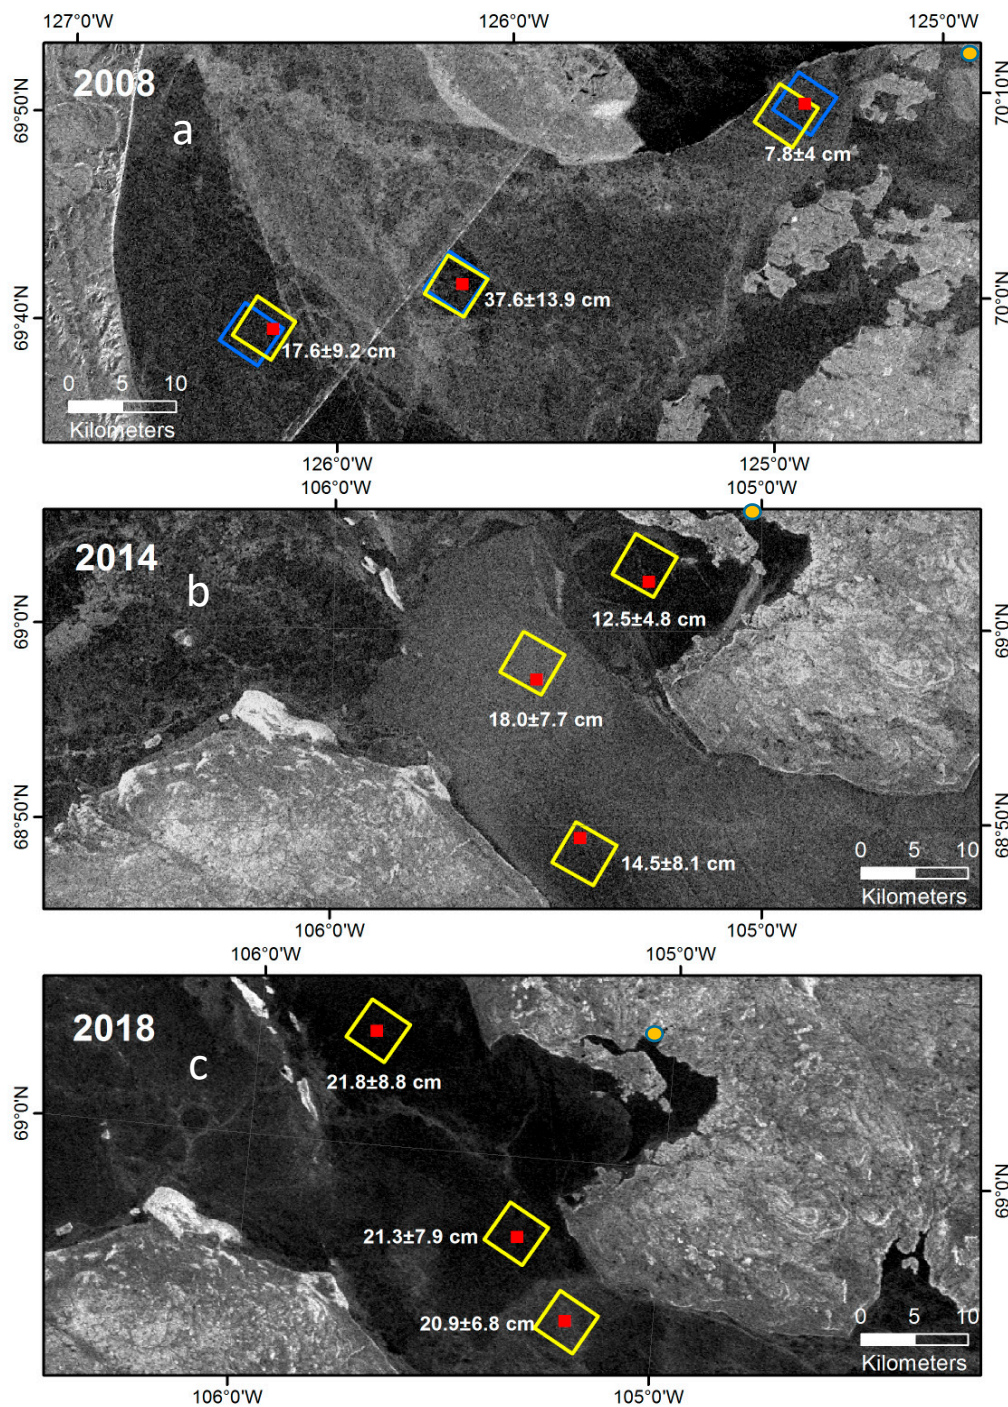 127°0'W 126°0'W 125°0'W
2008
a
69°50'N
70°10'N
7.8±4 cm
37.6±13.9 cm
69°40'N
70°0'N
17.6±9.2 cm
0 5 10
Kilometers
126°0'W 125°0'W
106°0'W 105°0'W
2014
b
69°0'N
69°0'N
12.5±4.8 cm
18.0±7.7 cm
68°50'N
68°50'N
14.5±8.1 cm
0 5 10
Kilometers
106°0'W 105°0'W
106°0'W 105°0'W
2018
c
21.8±8.8 cm
69°0'N
69°0'N
21.3±7.9 cm
20.9±6.8 cm
0 5 10
Kilometers
106°0'W 105°0'W